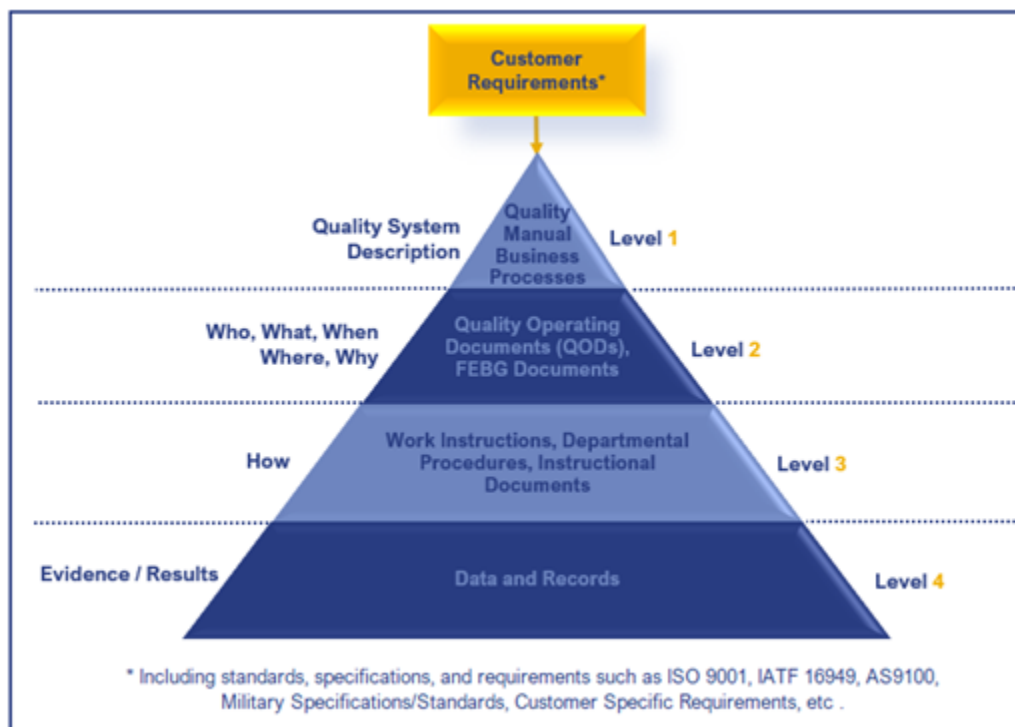 Customer
Requirements*
Quality System
Description
Quality
Manual
Business
Processes
Level 1
Who, What, When
Where, Why
Quality Operating
Documents (QODs),
FEBG Documents
Level 2
How
Work Instructions, Departmental
Procedures, Instructional
Documents
Level 3
Evidence / Results
Data and Records
Level 4
* Including standards, specifications, and requirements such as ISO 9001, IATF 16949, AS9100,
Military Specifications/Standards, Customer Specific Requirements, etc .